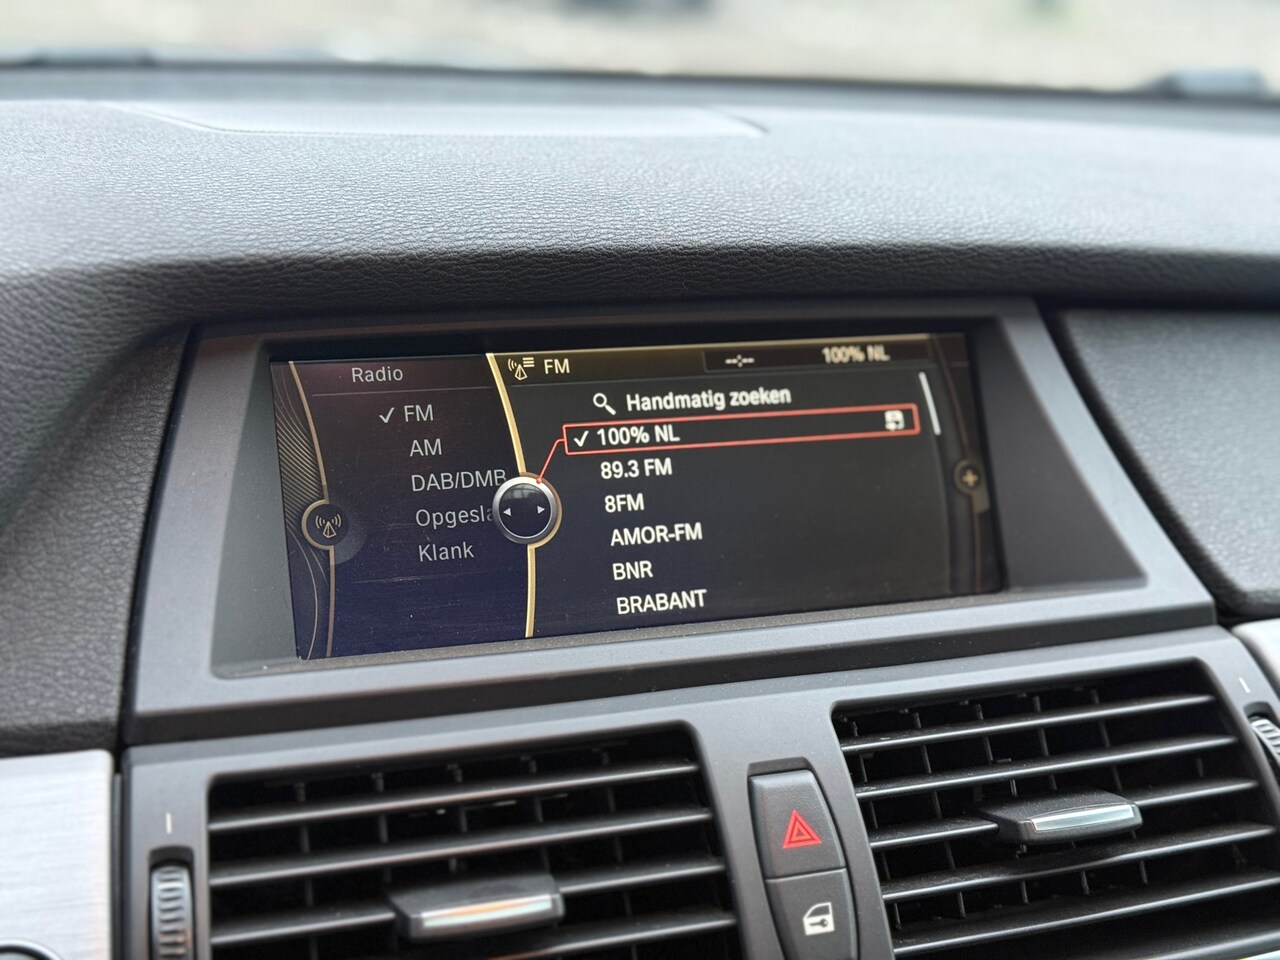 Radio
FM
AM
DAB/DMB
Opgesla
Klank
FM
--:--
100% NL
Handmatig zoeken
100% NL
89.3 FM
8FM
AMOR-FM
BNR
BRABANT